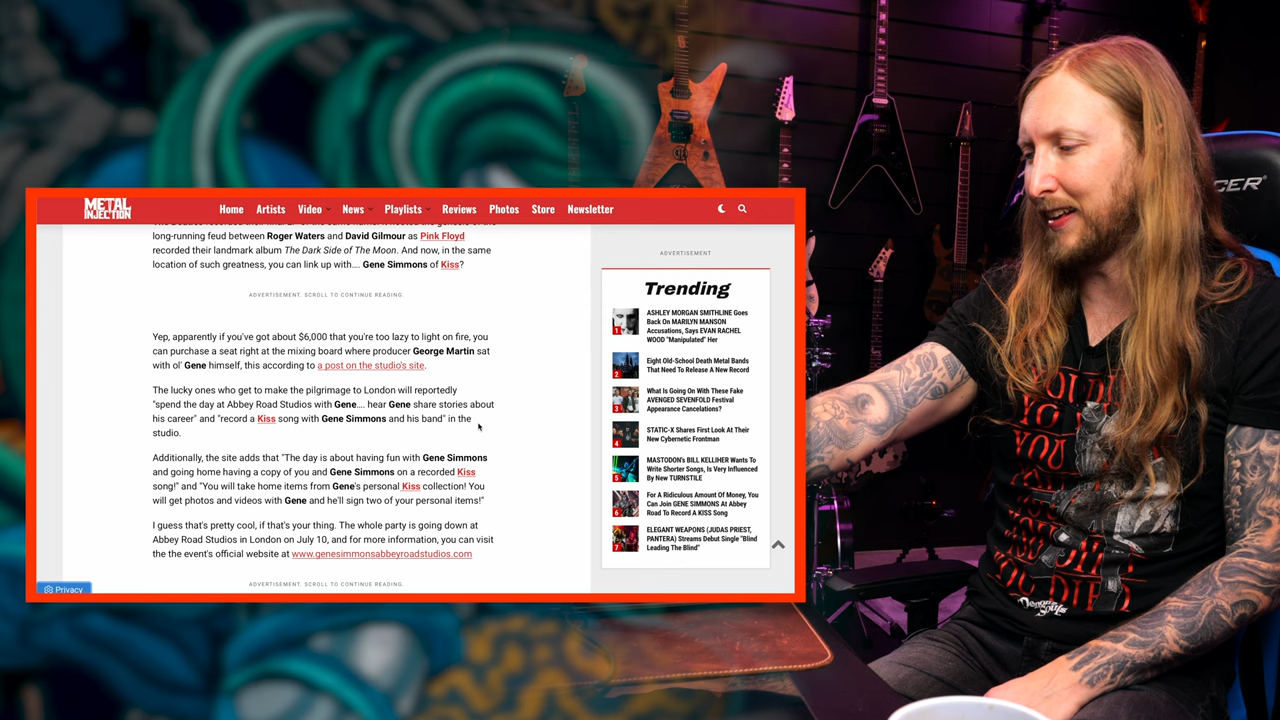 METAL
INJECTION
Home Artists Video News Playlists Reviews Photos Store Newsletter
long-running feud between Roger Waters and David Gilmour as Pink Floyd
recorded their landmark album The Dark Side of The Moon. And now, in the same
location of such greatness, you can link up with.... Gene Simmons of Kiss?
ADVERTISEMENT. SCROLL TO CONTINUE READING.
Yep, apparently if you've got about $6,000 that you're too lazy to light on fire, you
can purchase a seat right at the mixing board where producer George Martin sat
with ol' Gene himself, this according to a post on the studio's site.
The lucky ones who get to make the pilgrimage to London will reportedly
"spend the day at Abbey Road Studios with Gene.... hear Gene share stories about
his career" and "record a Kiss song with Gene Simmons and his band" in the
studio.
Additionally, the site adds that "The day is about having fun with Gene Simmons
and going home having a copy of you and Gene Simmons on a recorded Kiss
song!" and "You will take home items from Gene's personal Kiss collection! You
will get photos and videos with Gene and he'll sign two of your personal items!"
I guess that's pretty cool, if that's your thing. The whole party is going down at
Abbey Road Studios in London on July 10, and for more information, you can visit
the the event's official website at www.genesimmonsabbeyroadstudios.com
ADVERTISEMENT. SCROLL TO CONTINUE READING.
Privacy
ADVERTISEMENT
Trending
1
ASHLEY MORGAN SMITHLINE Goes
Back On MARILYN MANSON
Accusations, Says EVAN RACHEL
WOOD "Manipulated" Her
2
Eight Old-School Death Metal Bands
That Need To Release A New Record
3
What Is Going On With These Fake
AVENGED SEVENFOLD Festival
Appearance Cancelations?
4
STATIC-X Shares First Look At Their
New Cybernetic Frontman
5
MASTODON's BILL KELLIHER Wants To
Write Shorter Songs, Is Very Influenced
By New TURNSTILE
6
For A Ridiculous Amount Of Money, You
Can Join GENE SIMMONS At Abbey
Road To Record A KISS Song
7
ELEGANT WEAPONS (JUDAS PRIEST,
PANTERA) Streams Debut Single "Blind
Leading The Blind"
YOU DIED
Demon's
Souls